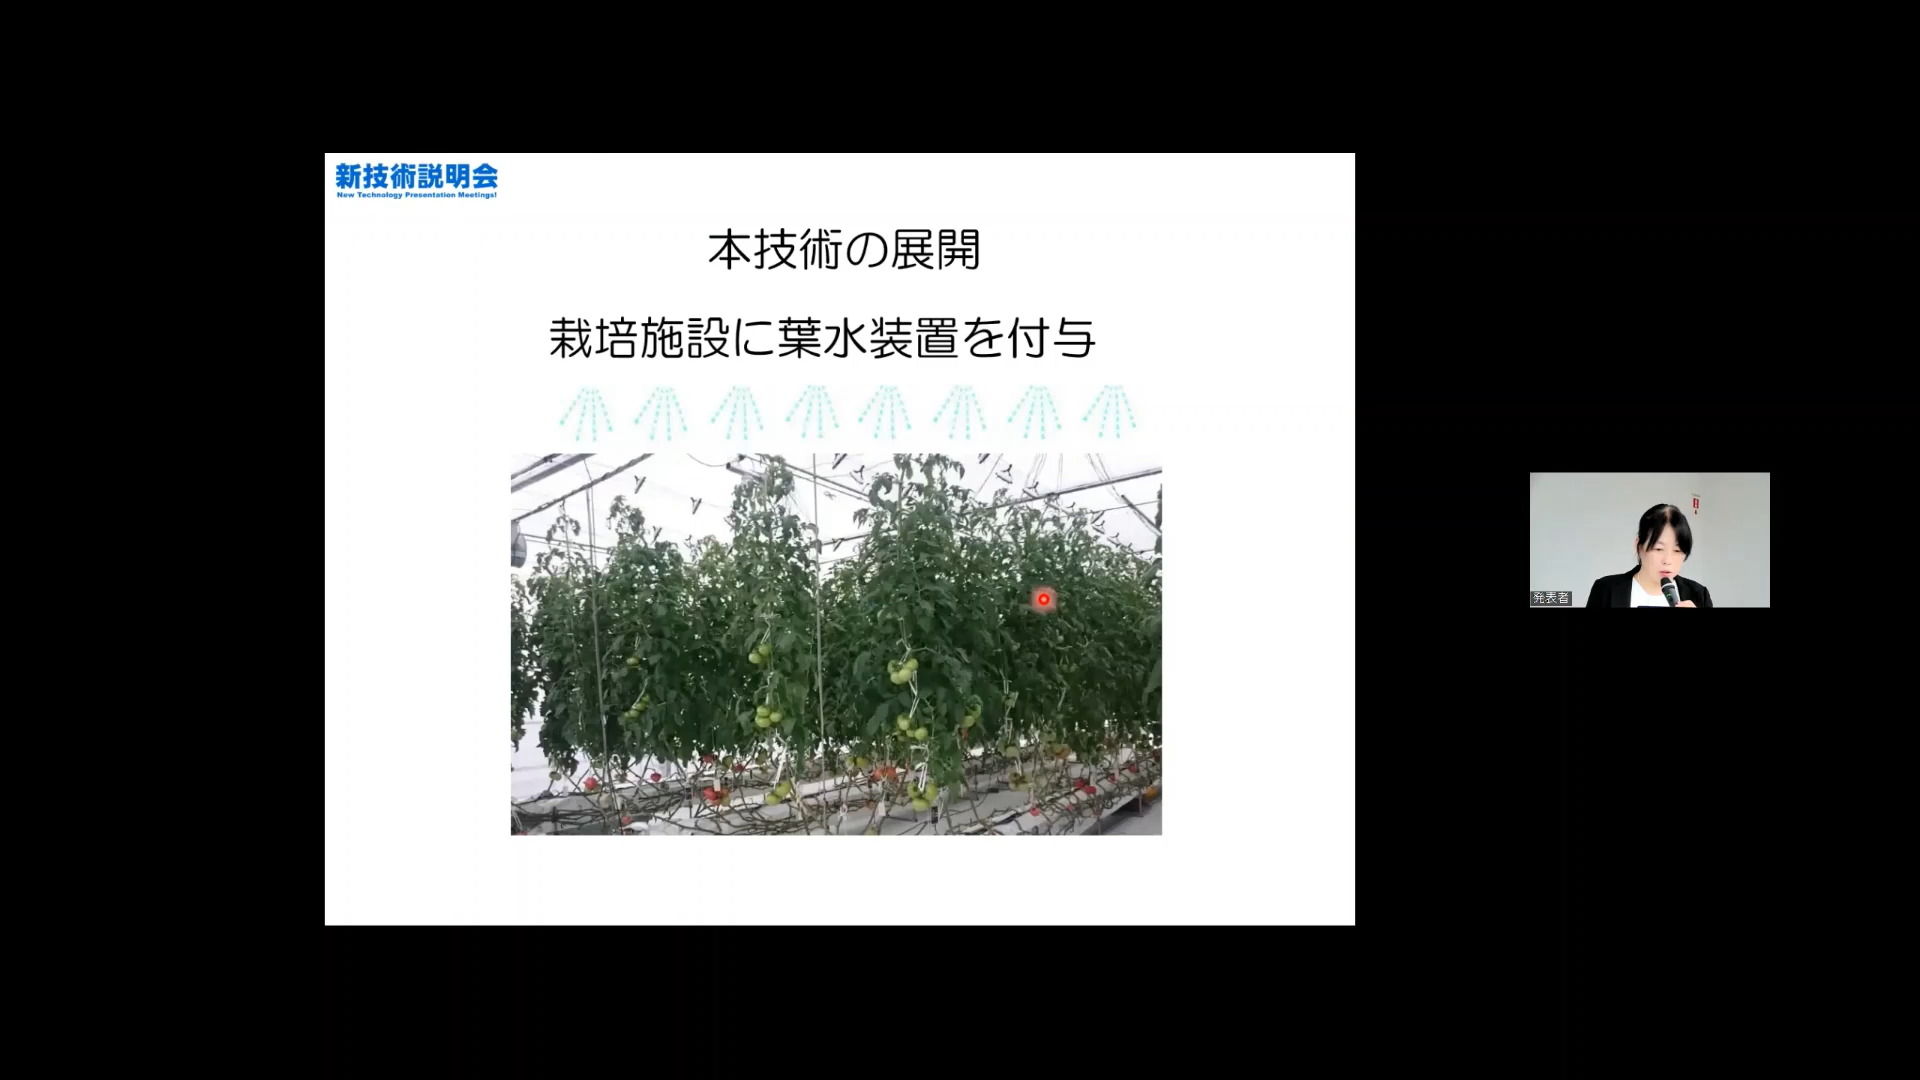 新技術説明会
New Technology Presentation Meetings!
本技術の展開
栽培施設に葉水装置を付与
発表者